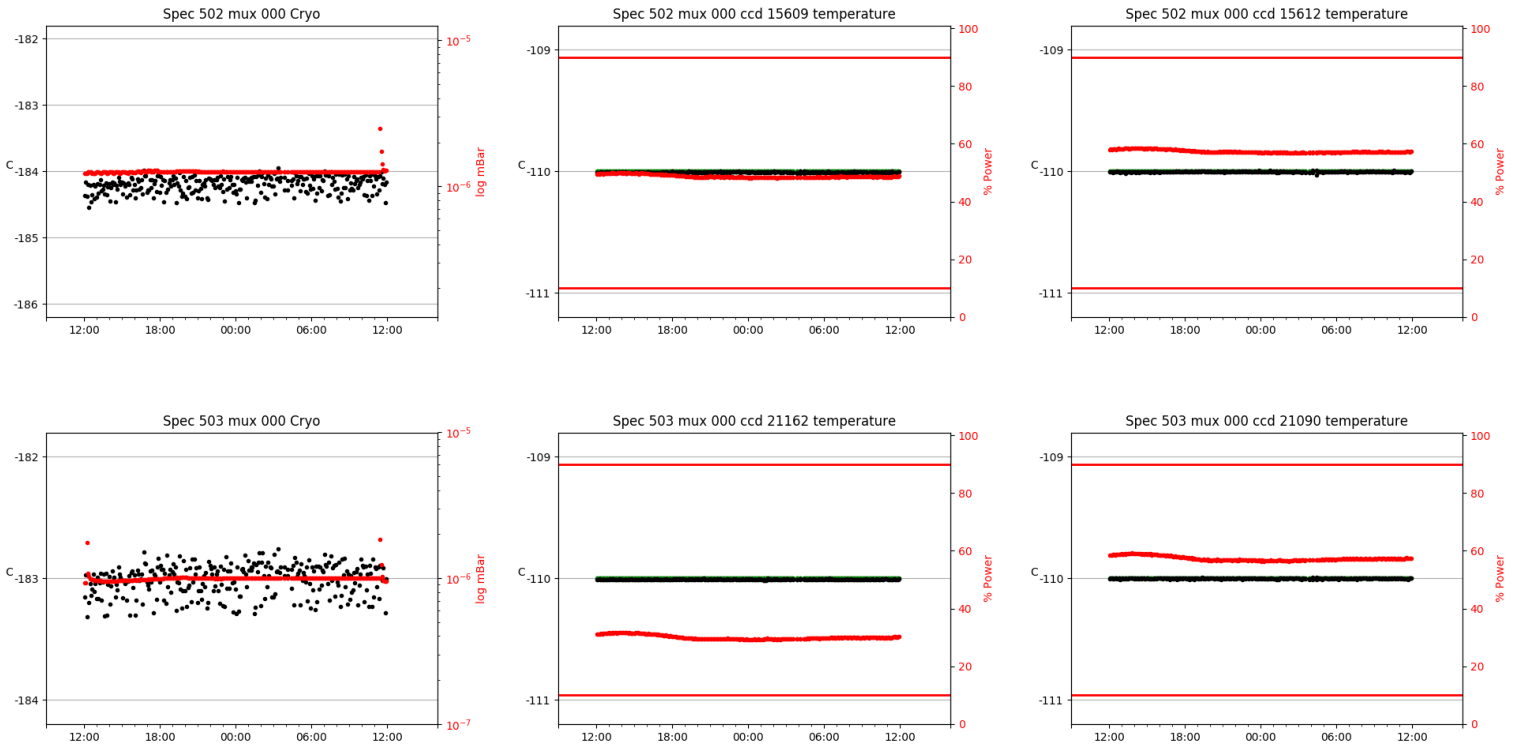 Spec 502 mux 000 Cryo
-182
-183
C
-184
-185
-186
10⁻⁵
log mBar
10⁻⁶
12:00 18:00 00:00 06:00 12:00
Spec 502 mux 000 ccd 15609 temperature
-109
C
-110
-111
100
80
60
% Power
40
20
0
12:00 18:00 00:00 06:00 12:00
Spec 502 mux 000 ccd 15612 temperature
-109
C
-110
-111
100
80
60
% Power
40
20
0
12:00 18:00 00:00 06:00 12:00
Spec 503 mux 000 Cryo
-182
C
-183
-184
10⁻⁵
log mBar
10⁻⁶
10⁻⁷
12:00 18:00 00:00 06:00 12:00
Spec 503 mux 000 ccd 21162 temperature
-109
C
-110
-111
100
80
60
% Power
40
20
0
12:00 18:00 00:00 06:00 12:00
Spec 503 mux 000 ccd 21090 temperature
-109
C
-110
-111
100
80
60
% Power
40
20
0
12:00 18:00 00:00 06:00 12:00